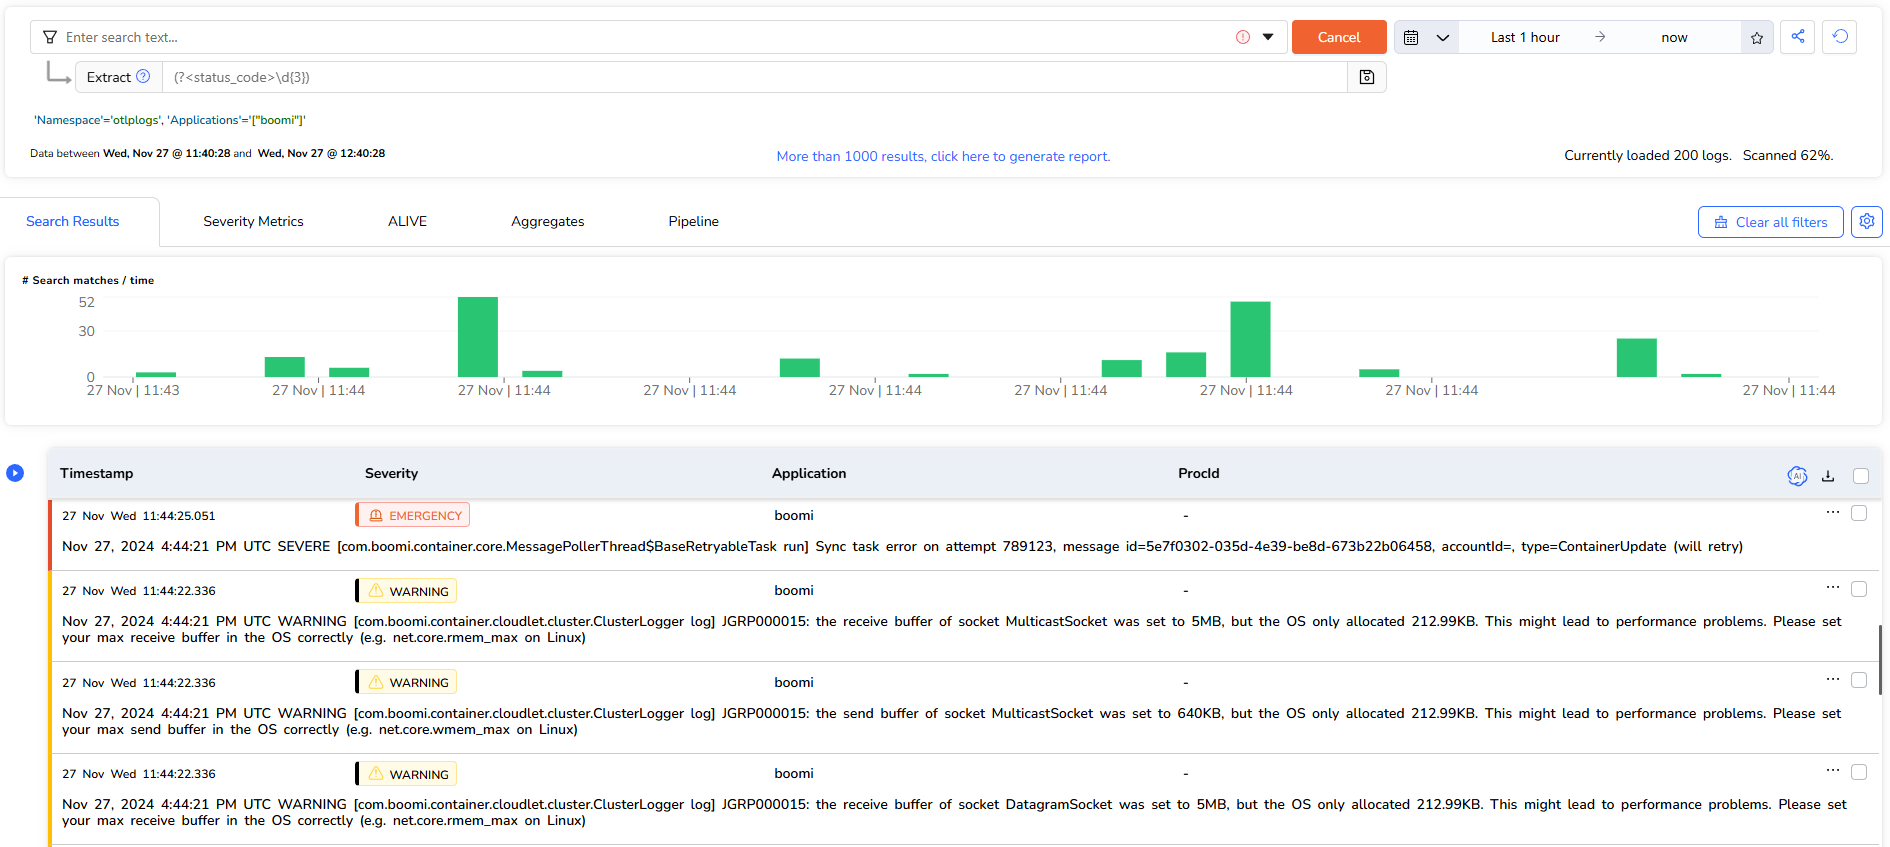 Enter search text...
Cancel
Last 1 hour → now
Extract
(?<status_code>\d{3})
'Namespace'='otlplogs', 'Applications'='["boomi"]'
Data between Wed, Nov 27 @ 11:40:28 and Wed, Nov 27 @ 12:40:28
More than 1000 results, click here to generate report.
Currently loaded 200 logs. Scanned 62%.
Search Results
Severity Metrics
ALIVE
Aggregates
Pipeline
Clear all filters
# Search matches / time
52
30
0
27 Nov | 11:43
27 Nov | 11:44
27 Nov | 11:44
27 Nov | 11:44
27 Nov | 11:44
27 Nov | 11:44
27 Nov | 11:44
27 Nov | 11:44
27 Nov | 11:44
Timestamp Severity Application ProcId
AI
27 Nov Wed 11:44:25.051 EMERGENCY boomi - ...
Nov 27, 2024 4:44:21 PM UTC SEVERE [com.boomi.container.core.MessagePollerThread$BaseRetryableTask run] Sync task error on attempt 789123, message id=5e7f0302-035d-4e39-be8d-673b22b06458, accountId=, type=ContainerUpdate (will retry)
27 Nov Wed 11:44:22.336 WARNING boomi - ...
Nov 27, 2024 4:44:21 PM UTC WARNING [com.boomi.container.cloudlet.cluster.ClusterLogger log] JGRP000015: the receive buffer of socket MulticastSocket was set to 5MB, but the OS only allocated 212.99KB. This might lead to performance problems. Please set
your max receive buffer in the OS correctly (e.g. net.core.rmem_max on Linux)
27 Nov Wed 11:44:22.336 WARNING boomi - ...
Nov 27, 2024 4:44:21 PM UTC WARNING [com.boomi.container.cloudlet.cluster.ClusterLogger log] JGRP000015: the send buffer of socket MulticastSocket was set to 640KB, but the OS only allocated 212.99KB. This might lead to performance problems. Please set
your max send buffer in the OS correctly (e.g. net.core.wmem_max on Linux)
27 Nov Wed 11:44:22.336 WARNING boomi - ...
Nov 27, 2024 4:44:21 PM UTC WARNING [com.boomi.container.cloudlet.cluster.ClusterLogger log] JGRP000015: the receive buffer of socket DatagramSocket was set to 5MB, but the OS only allocated 212.99KB. This might lead to performance problems. Please set
your max receive buffer in the OS correctly (e.g. net.core.rmem_max on Linux)